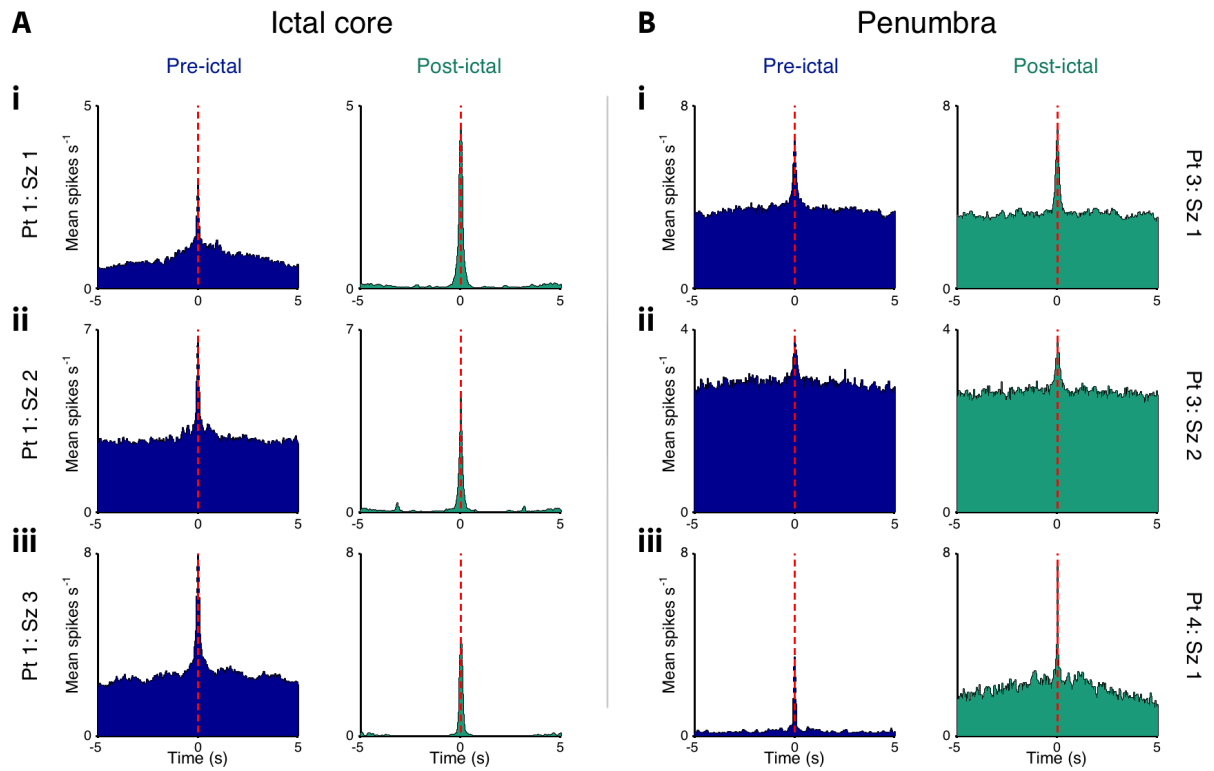 A Ictal core
Pre-ictal Post-ictal
i
Pt 1: Sz 1
Mean spikes s⁻¹
5
0
-5 0 5
5
0
-5 0 5
ii
Pt 1: Sz 2
Mean spikes s⁻¹
7
0
-5 0 5
7
0
-5 0 5
iii
Pt 1: Sz 3
Mean spikes s⁻¹
8
0
-5 0 5
Time (s)
8
0
-5 0 5
Time (s)
B Penumbra
Pre-ictal Post-ictal
i
Mean spikes s⁻¹
8
0
-5 0 5
8
0
-5 0 5
Pt 3: Sz 1
ii
Mean spikes s⁻¹
4
0
-5 0 5
4
0
-5 0 5
Pt 3: Sz 2
iii
Mean spikes s⁻¹
8
0
-5 0 5
Time (s)
8
0
-5 0 5
Time (s)
Pt 4: Sz 1